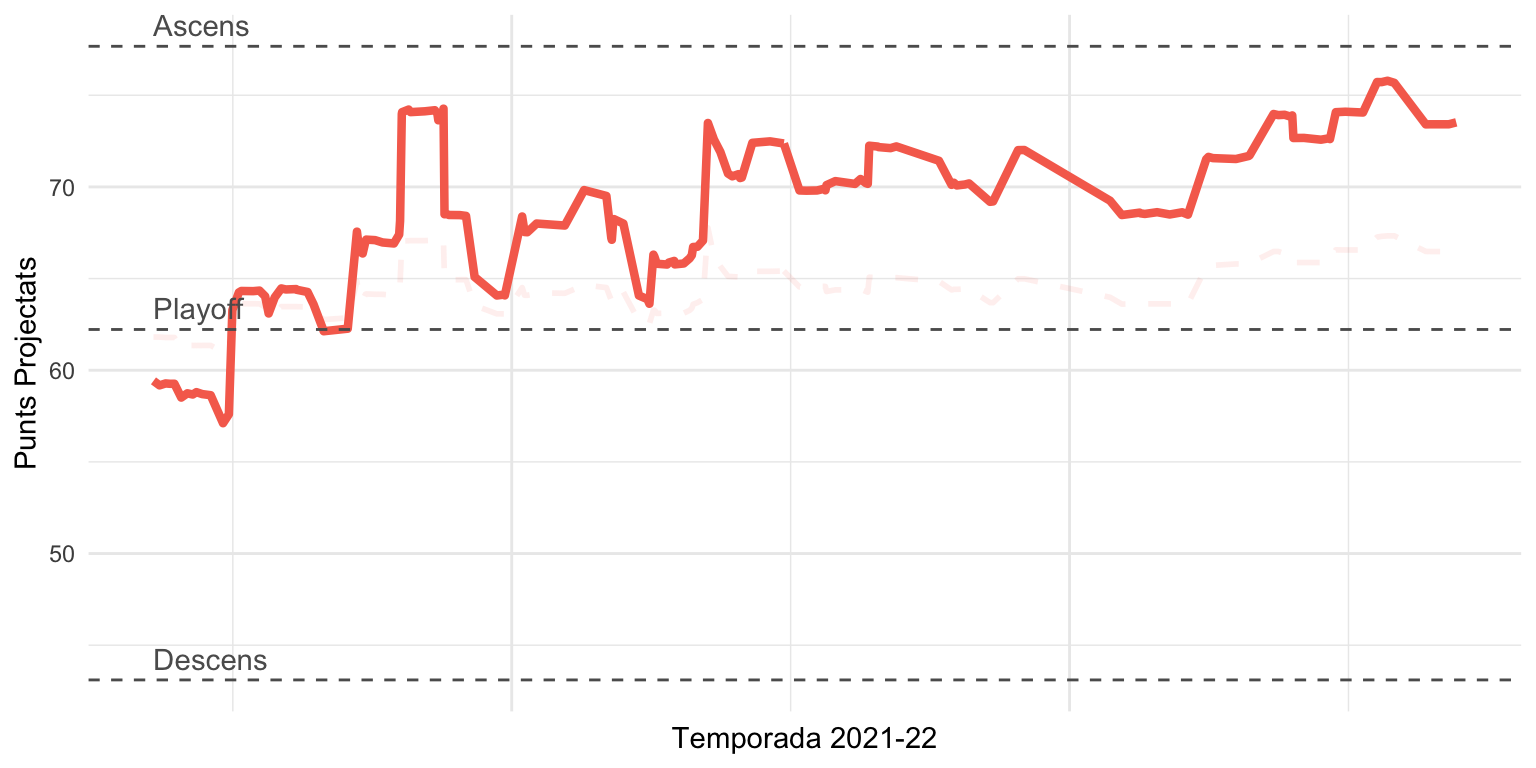 Ascens
70
Playoff
60
50
Descens
Punts Projectats
Temporada 2021-22